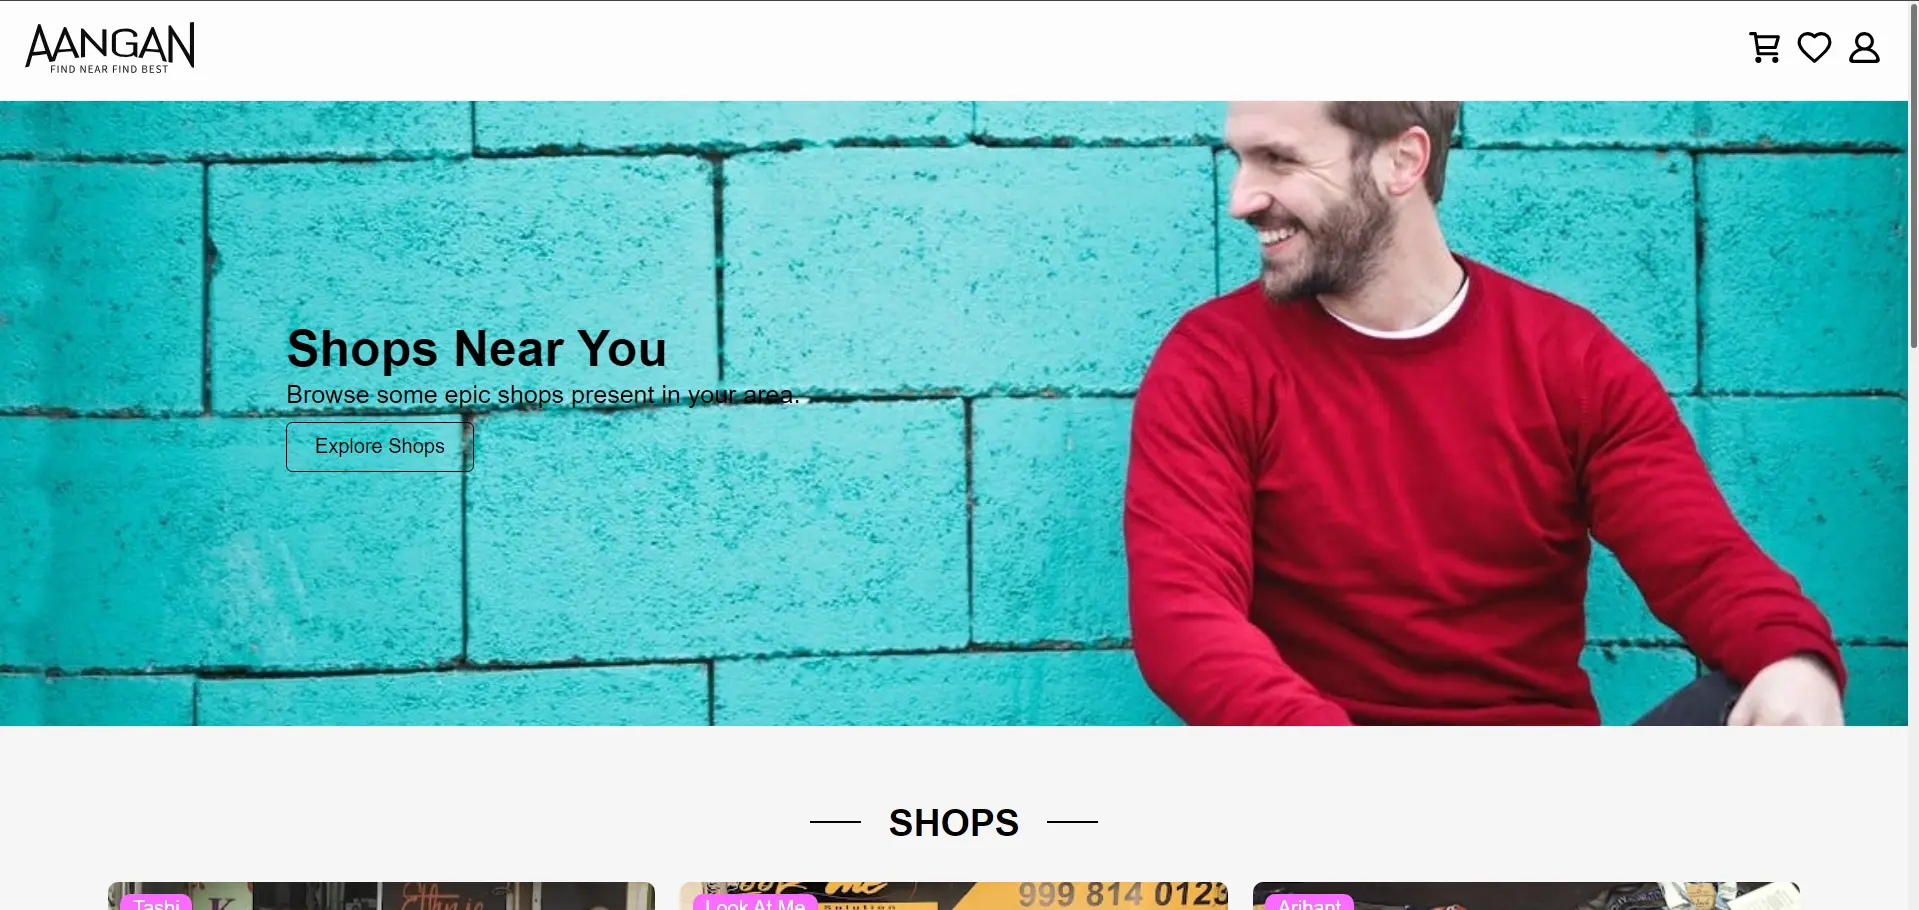 AANGAN
FIND NEAR FIND BEST
Shops Near You
Browse some epic shops present in your area.
Explore Shops
SHOPS
Tashi
Look At Me
999 814 0123
Solution
Arihant